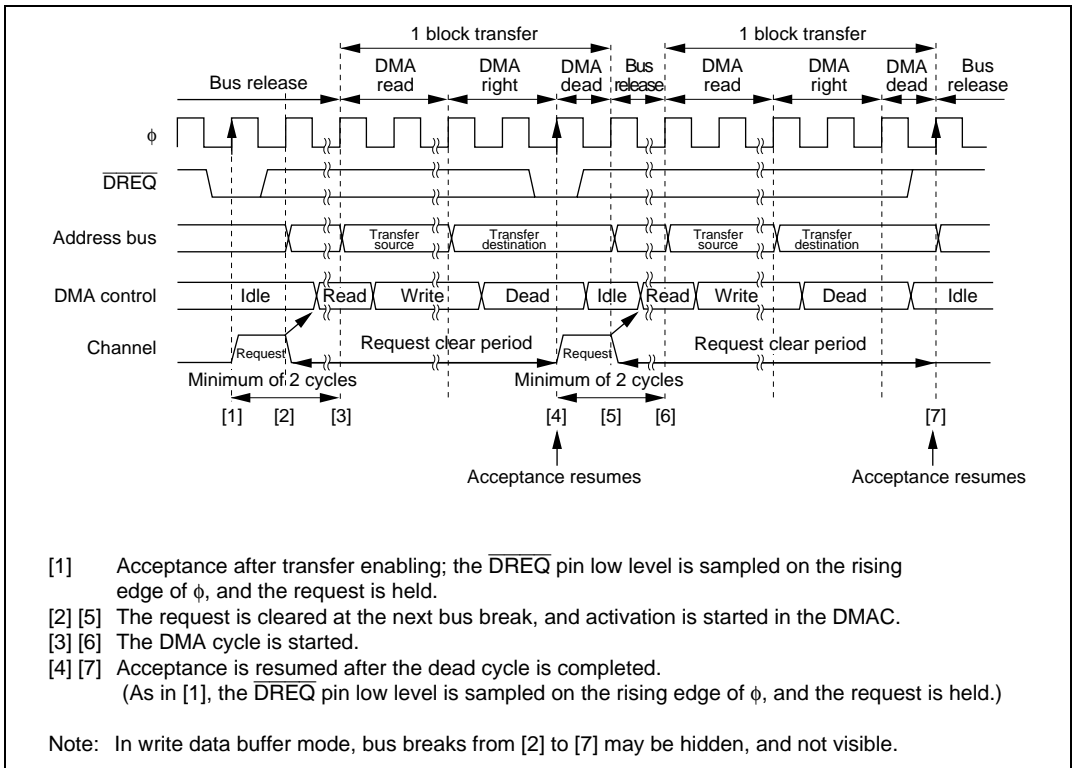 1 block transfer 1 block transfer
Bus release DMA read DMA right DMA dead Bus release DMA read DMA right DMA dead Bus release
φ
DREQ
Address bus Transfer source Transfer destination Transfer source Transfer destination
DMA control Idle Read Write Dead Idle Read Write Dead Idle
Channel Request Request clear period Request Request clear period
Minimum of 2 cycles Minimum of 2 cycles
[1] [2] [3] [4] [5] [6] [7]
Acceptance resumes Acceptance resumes
[1] Acceptance after transfer enabling; the DREQ pin low level is sampled on the rising
edge of φ, and the request is held.
[2] [5] The request is cleared at the next bus break, and activation is started in the DMAC.
[3] [6] The DMA cycle is started.
[4] [7] Acceptance is resumed after the dead cycle is completed.
(As in [1], the DREQ pin low level is sampled on the rising edge of φ, and the request is held.)
Note: In write data buffer mode, bus breaks from [2] to [7] may be hidden, and not visible.